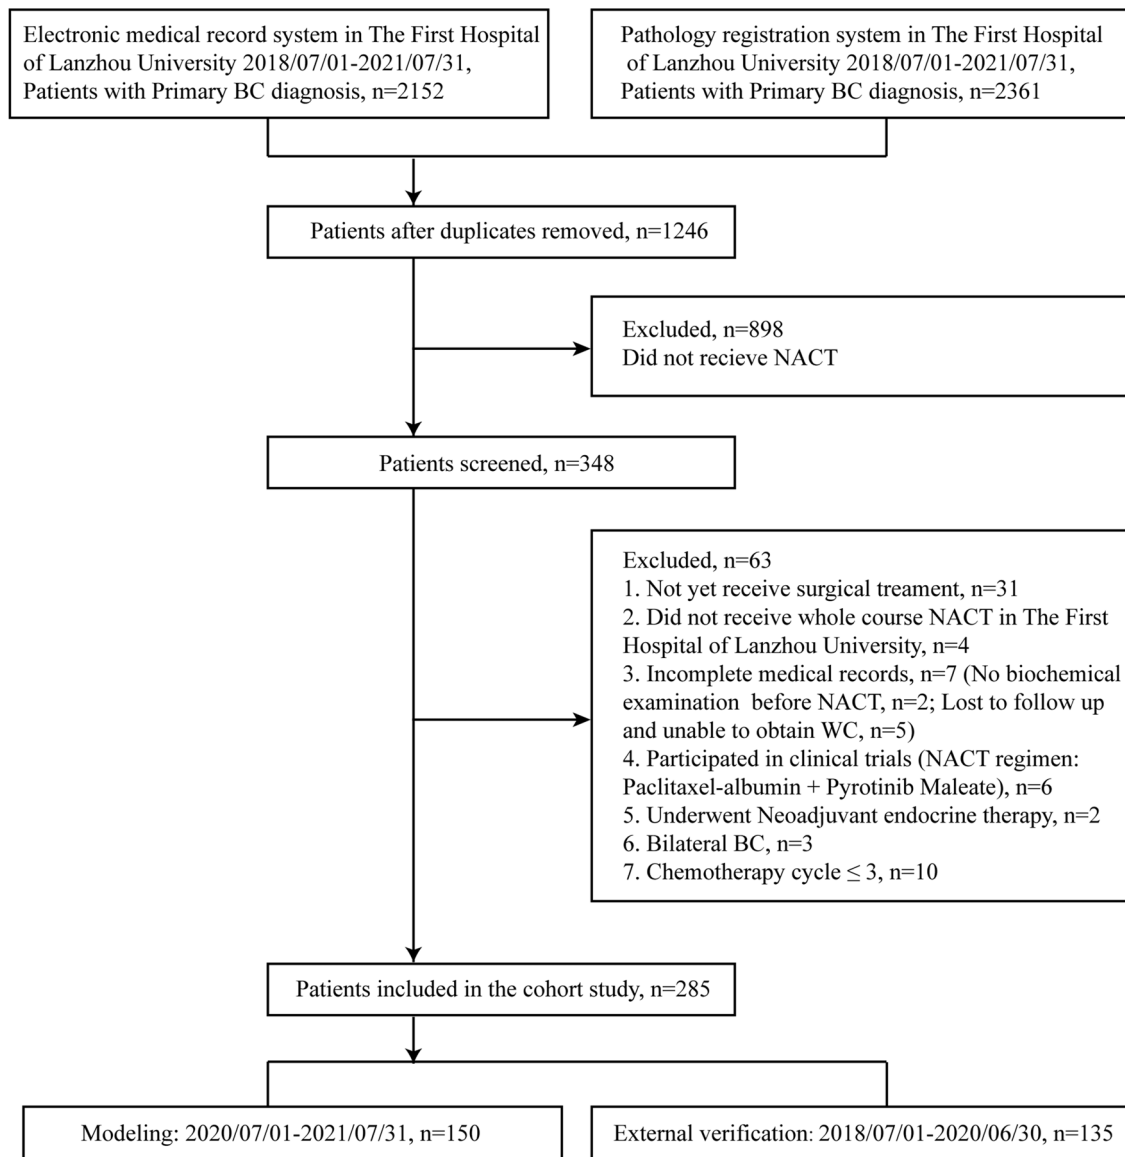 Electronic medical record system in The First Hospital
of Lanzhou University 2018/07/01-2021/07/31,
Patients with Primary BC diagnosis, n=2152
Pathology registration system in The First Hospital
of Lanzhou University 2018/07/01-2021/07/31,
Patients with Primary BC diagnosis, n=2361
Patients after duplicates removed, n=1246
Excluded, n=898
Did not recieve NACT
Patients screened, n=348
Excluded, n=63
1. Not yet receive surgical treament, n=31
2. Did not receive whole course NACT in The First
Hospital of Lanzhou University, n=4
3. Incomplete medical records, n=7 (No biochemical
examination before NACT, n=2; Lost to follow up
and unable to obtain WC, n=5)
4. Participated in clinical trials (NACT regimen:
Paclitaxel-albumin + Pyrotinib Maleate), n=6
5. Underwent Neoadjuvant endocrine therapy, n=2
6. Bilateral BC, n=3
7. Chemotherapy cycle ≤ 3, n=10
Patients included in the cohort study, n=285
Modeling: 2020/07/01-2021/07/31, n=150
External verification: 2018/07/01-2020/06/30, n=135